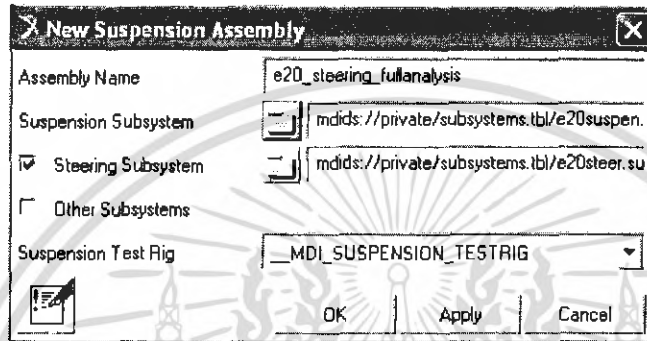 New Suspension Assembly
Assembly Name e20_steering_fullanalysis
Suspension Subsystem mdids://private/subsystems.tbl/e20suspen.
Steering Subsystem mdids://private/subsystems.tbl/e20steer.su
Other Subsystems
Suspension Test Rig __MDI_SUSPENSION_TESTRIG
OK Apply Cancel